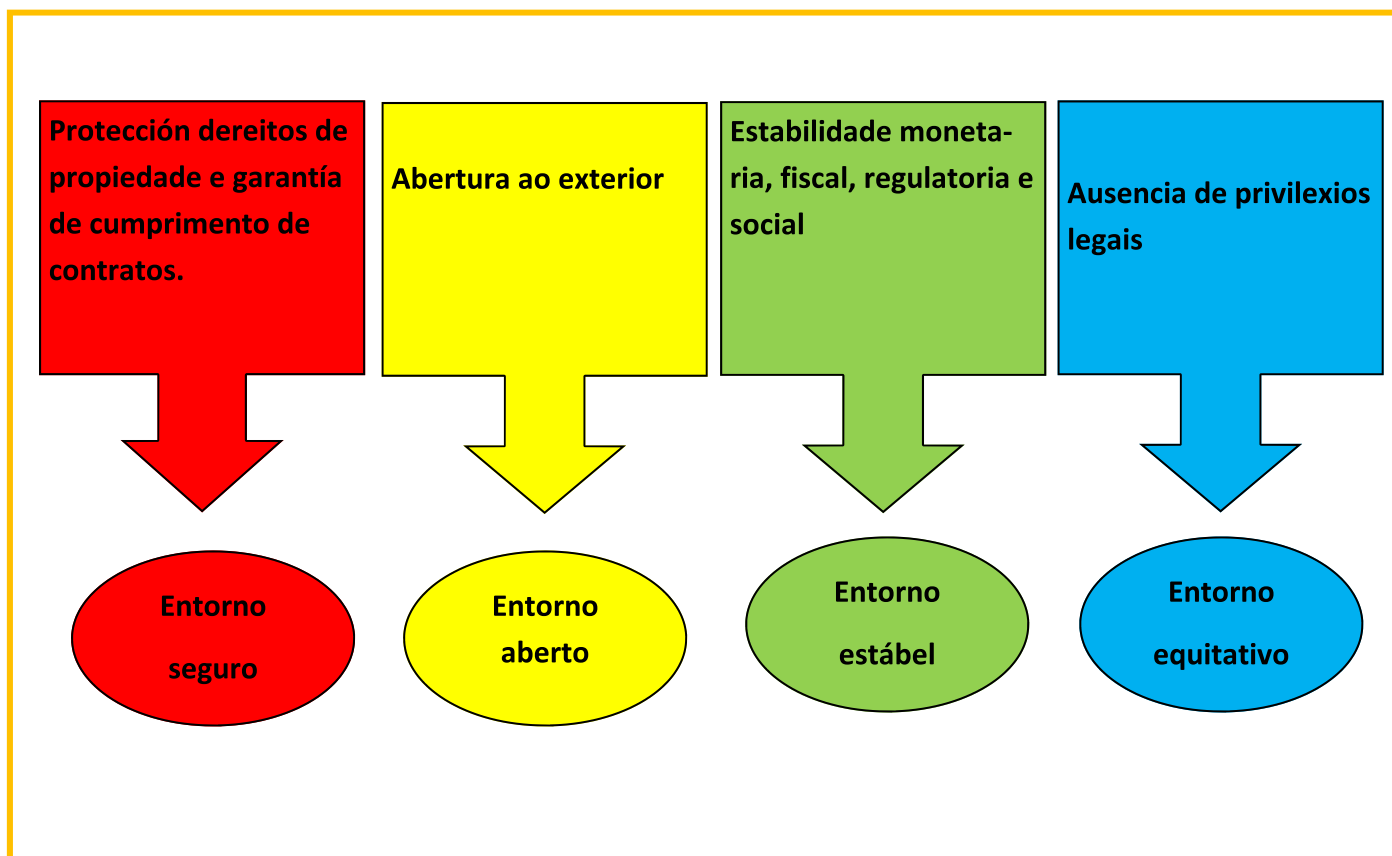 Protección dereitos de
propiedade e garantía
de cumprimento de
contratos.
Abertura ao exterior
Estabilidade moneta-
ria, fiscal, regulatoria e
social
Ausencia de privilexios
legais
Entorno
seguro
Entorno
aberto
Entorno
estábel
Entorno
equitativo